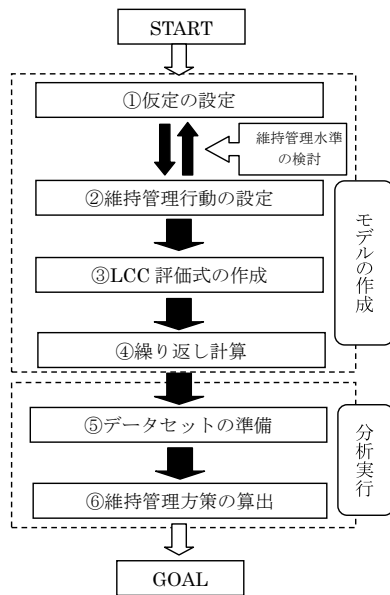 START
①仮定の設定
維持管理水準
の検討
②維持管理行動の設定
③LCC 評価式の作成
④繰り返し計算
モデルの作成
⑤データセットの準備
⑥維持管理方策の算出
分析実行
GOAL